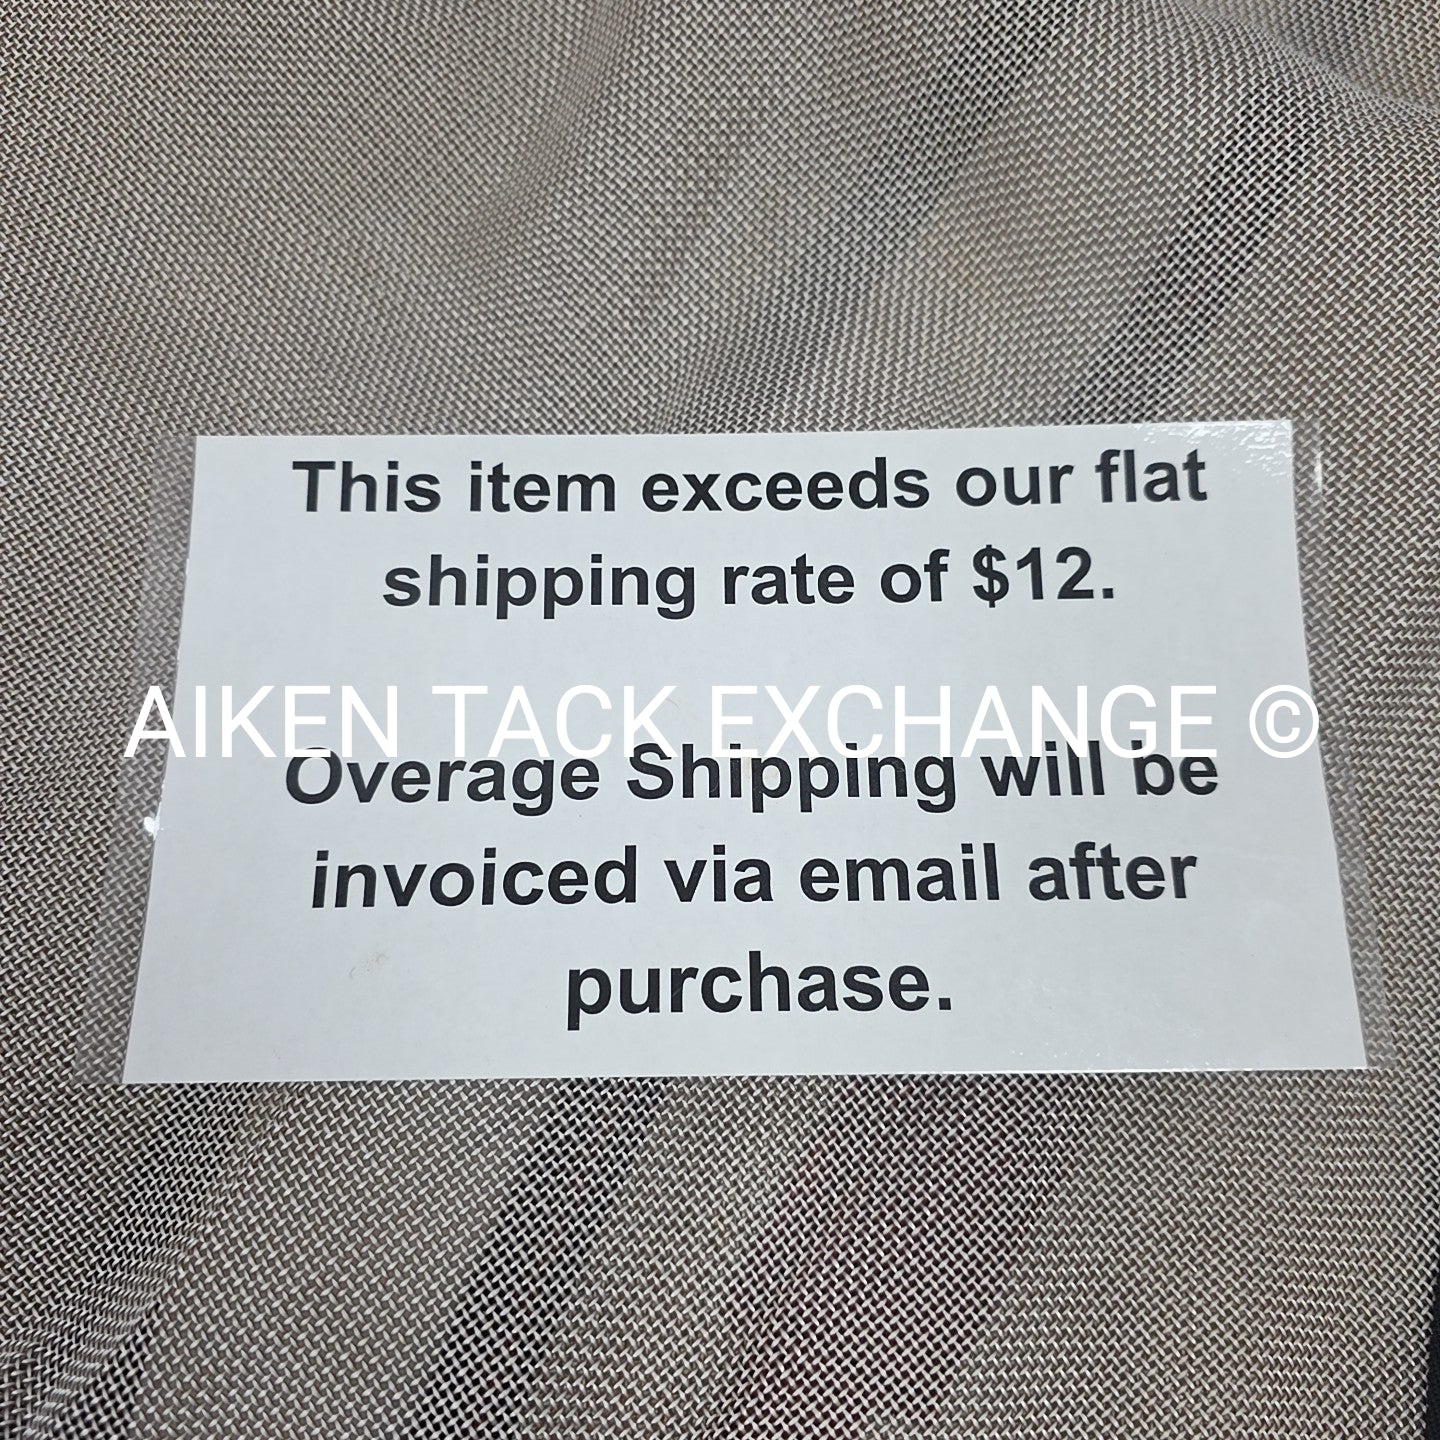 This item exceeds our flat
shipping rate of $12.
AIKEN TACK EXCHANGE ©
Overage Shipping will be
invoiced via email after
purchase.